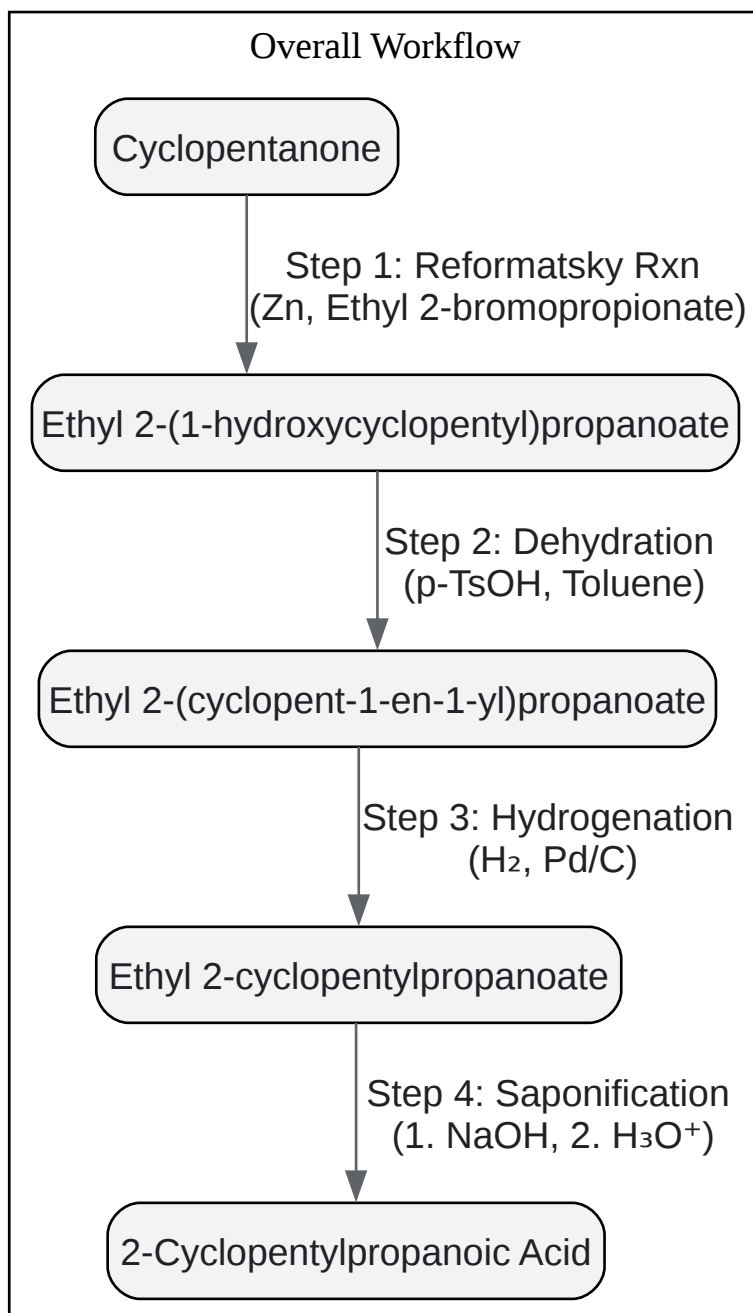 Overall Workflow
Cyclopentanone
Step 1: Reformatsky Rxn
(Zn, Ethyl 2-bromopropionate)
Ethyl 2-(1-hydroxycyclopentyl)propanoate
Step 2: Dehydration
(p-TsOH, Toluene)
Ethyl 2-(cyclopent-1-en-1-yl)propanoate
Step 3: Hydrogenation
(H₂, Pd/C)
Ethyl 2-cyclopentylpropanoate
Step 4: Saponification
(1. NaOH, 2. H₃O⁺)
2-Cyclopentylpropanoic Acid